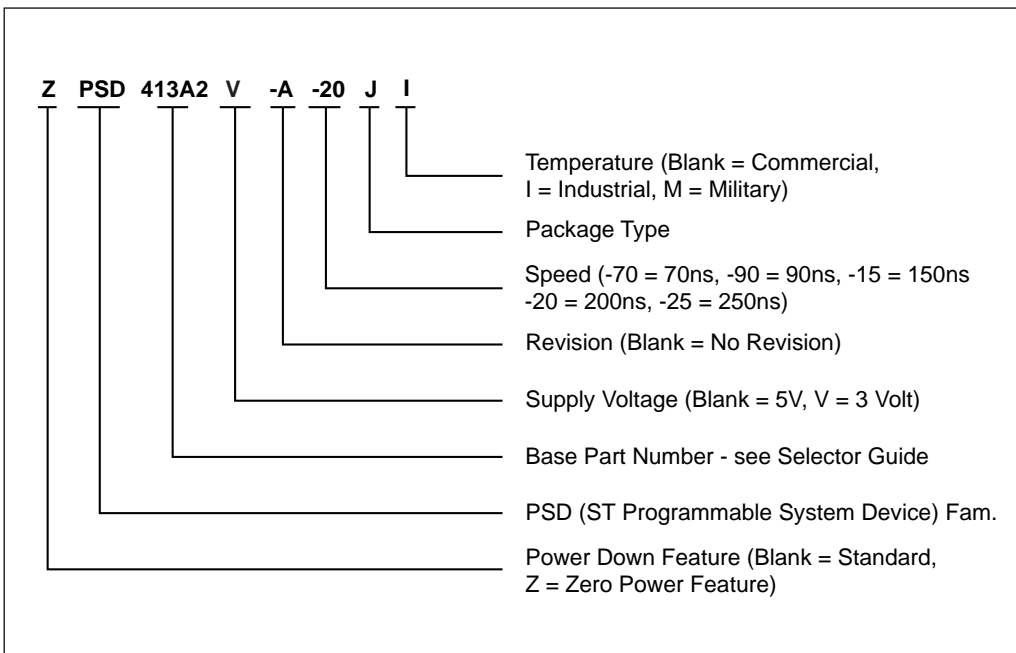 Z PSD 413A2 V -A -20 J I
Temperature (Blank = Commercial,
I = Industrial, M = Military)
Package Type
Speed (-70 = 70ns, -90 = 90ns, -15 = 150ns
-20 = 200ns, -25 = 250ns)
Revision (Blank = No Revision)
Supply Voltage (Blank = 5V, V = 3 Volt)
Base Part Number - see Selector Guide
PSD (ST Programmable System Device) Fam.
Power Down Feature (Blank = Standard,
Z = Zero Power Feature)